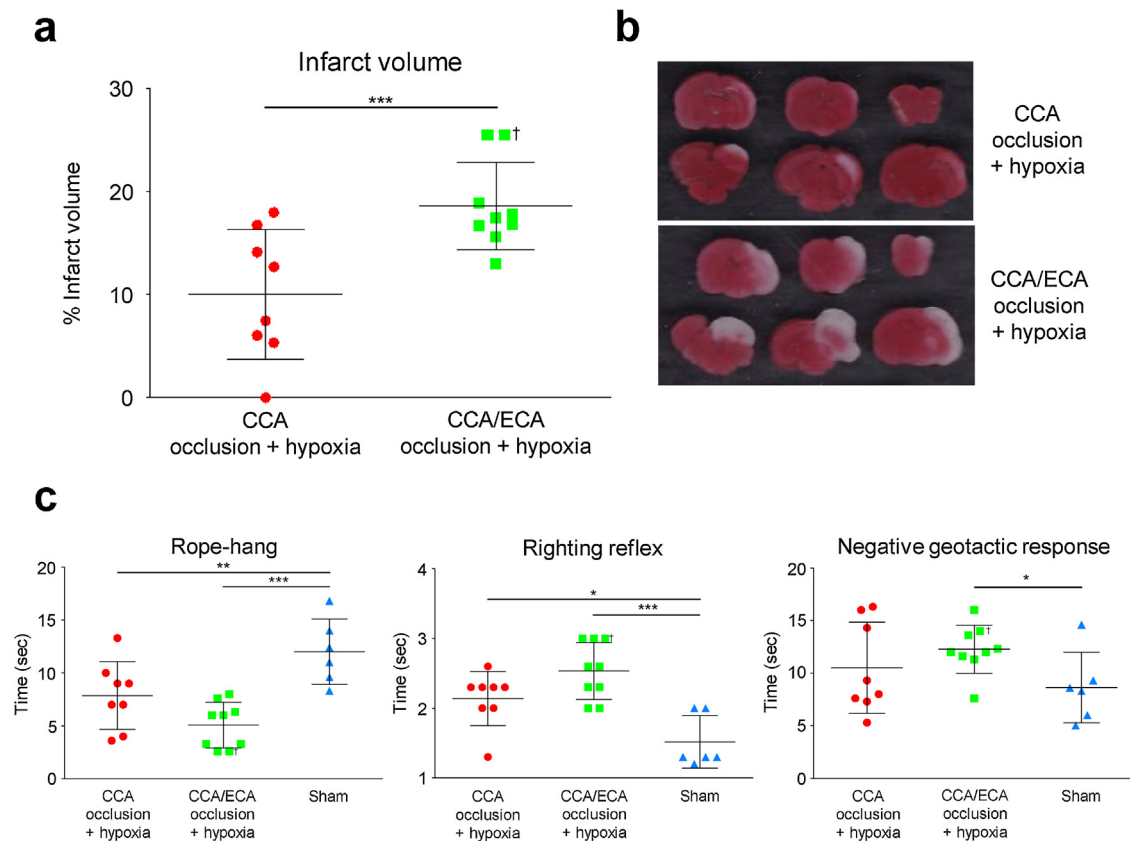 a
Infarct volume
% Infarct volume
30
20
10
0
***
†
CCA
occlusion + hypoxia
CCA/ECA
occlusion + hypoxia
b
CCA
occlusion
+ hypoxia
CCA/ECA
occlusion
+ hypoxia
c
Rope-hang
Time (sec)
20
15
10
5
0
**
***
†
CCA
occlusion
+ hypoxia
CCA/ECA
occlusion
+ hypoxia
Sham
Righting reflex
Time (sec)
4
3
2
1
*
***
†
CCA
occlusion
+ hypoxia
CCA/ECA
occlusion
+ hypoxia
Sham
Negative geotactic response
Time (sec)
20
15
10
5
0
*
†
CCA
occlusion
+ hypoxia
CCA/ECA
occlusion
+ hypoxia
Sham